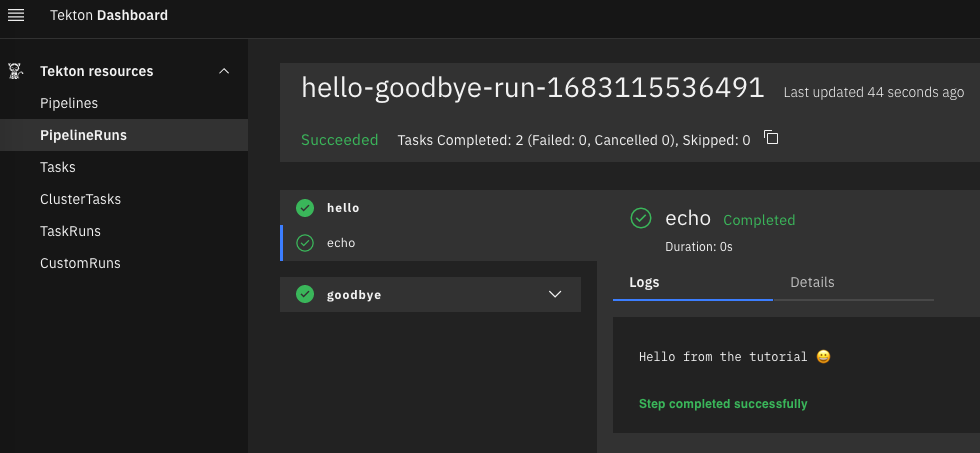 Tekton Dashboard
Tekton resources
Pipelines
PipelineRuns
Tasks
ClusterTasks
TaskRuns
CustomRuns
hello-goodbye-run-1683115536491 Last updated 44 seconds ago
Succeeded Tasks Completed: 2 (Failed: 0, Cancelled 0), Skipped: 0
hello
echo
goodbye
echo Completed
Duration: 0s
Logs Details
Hello from the tutorial 😀
Step completed successfully